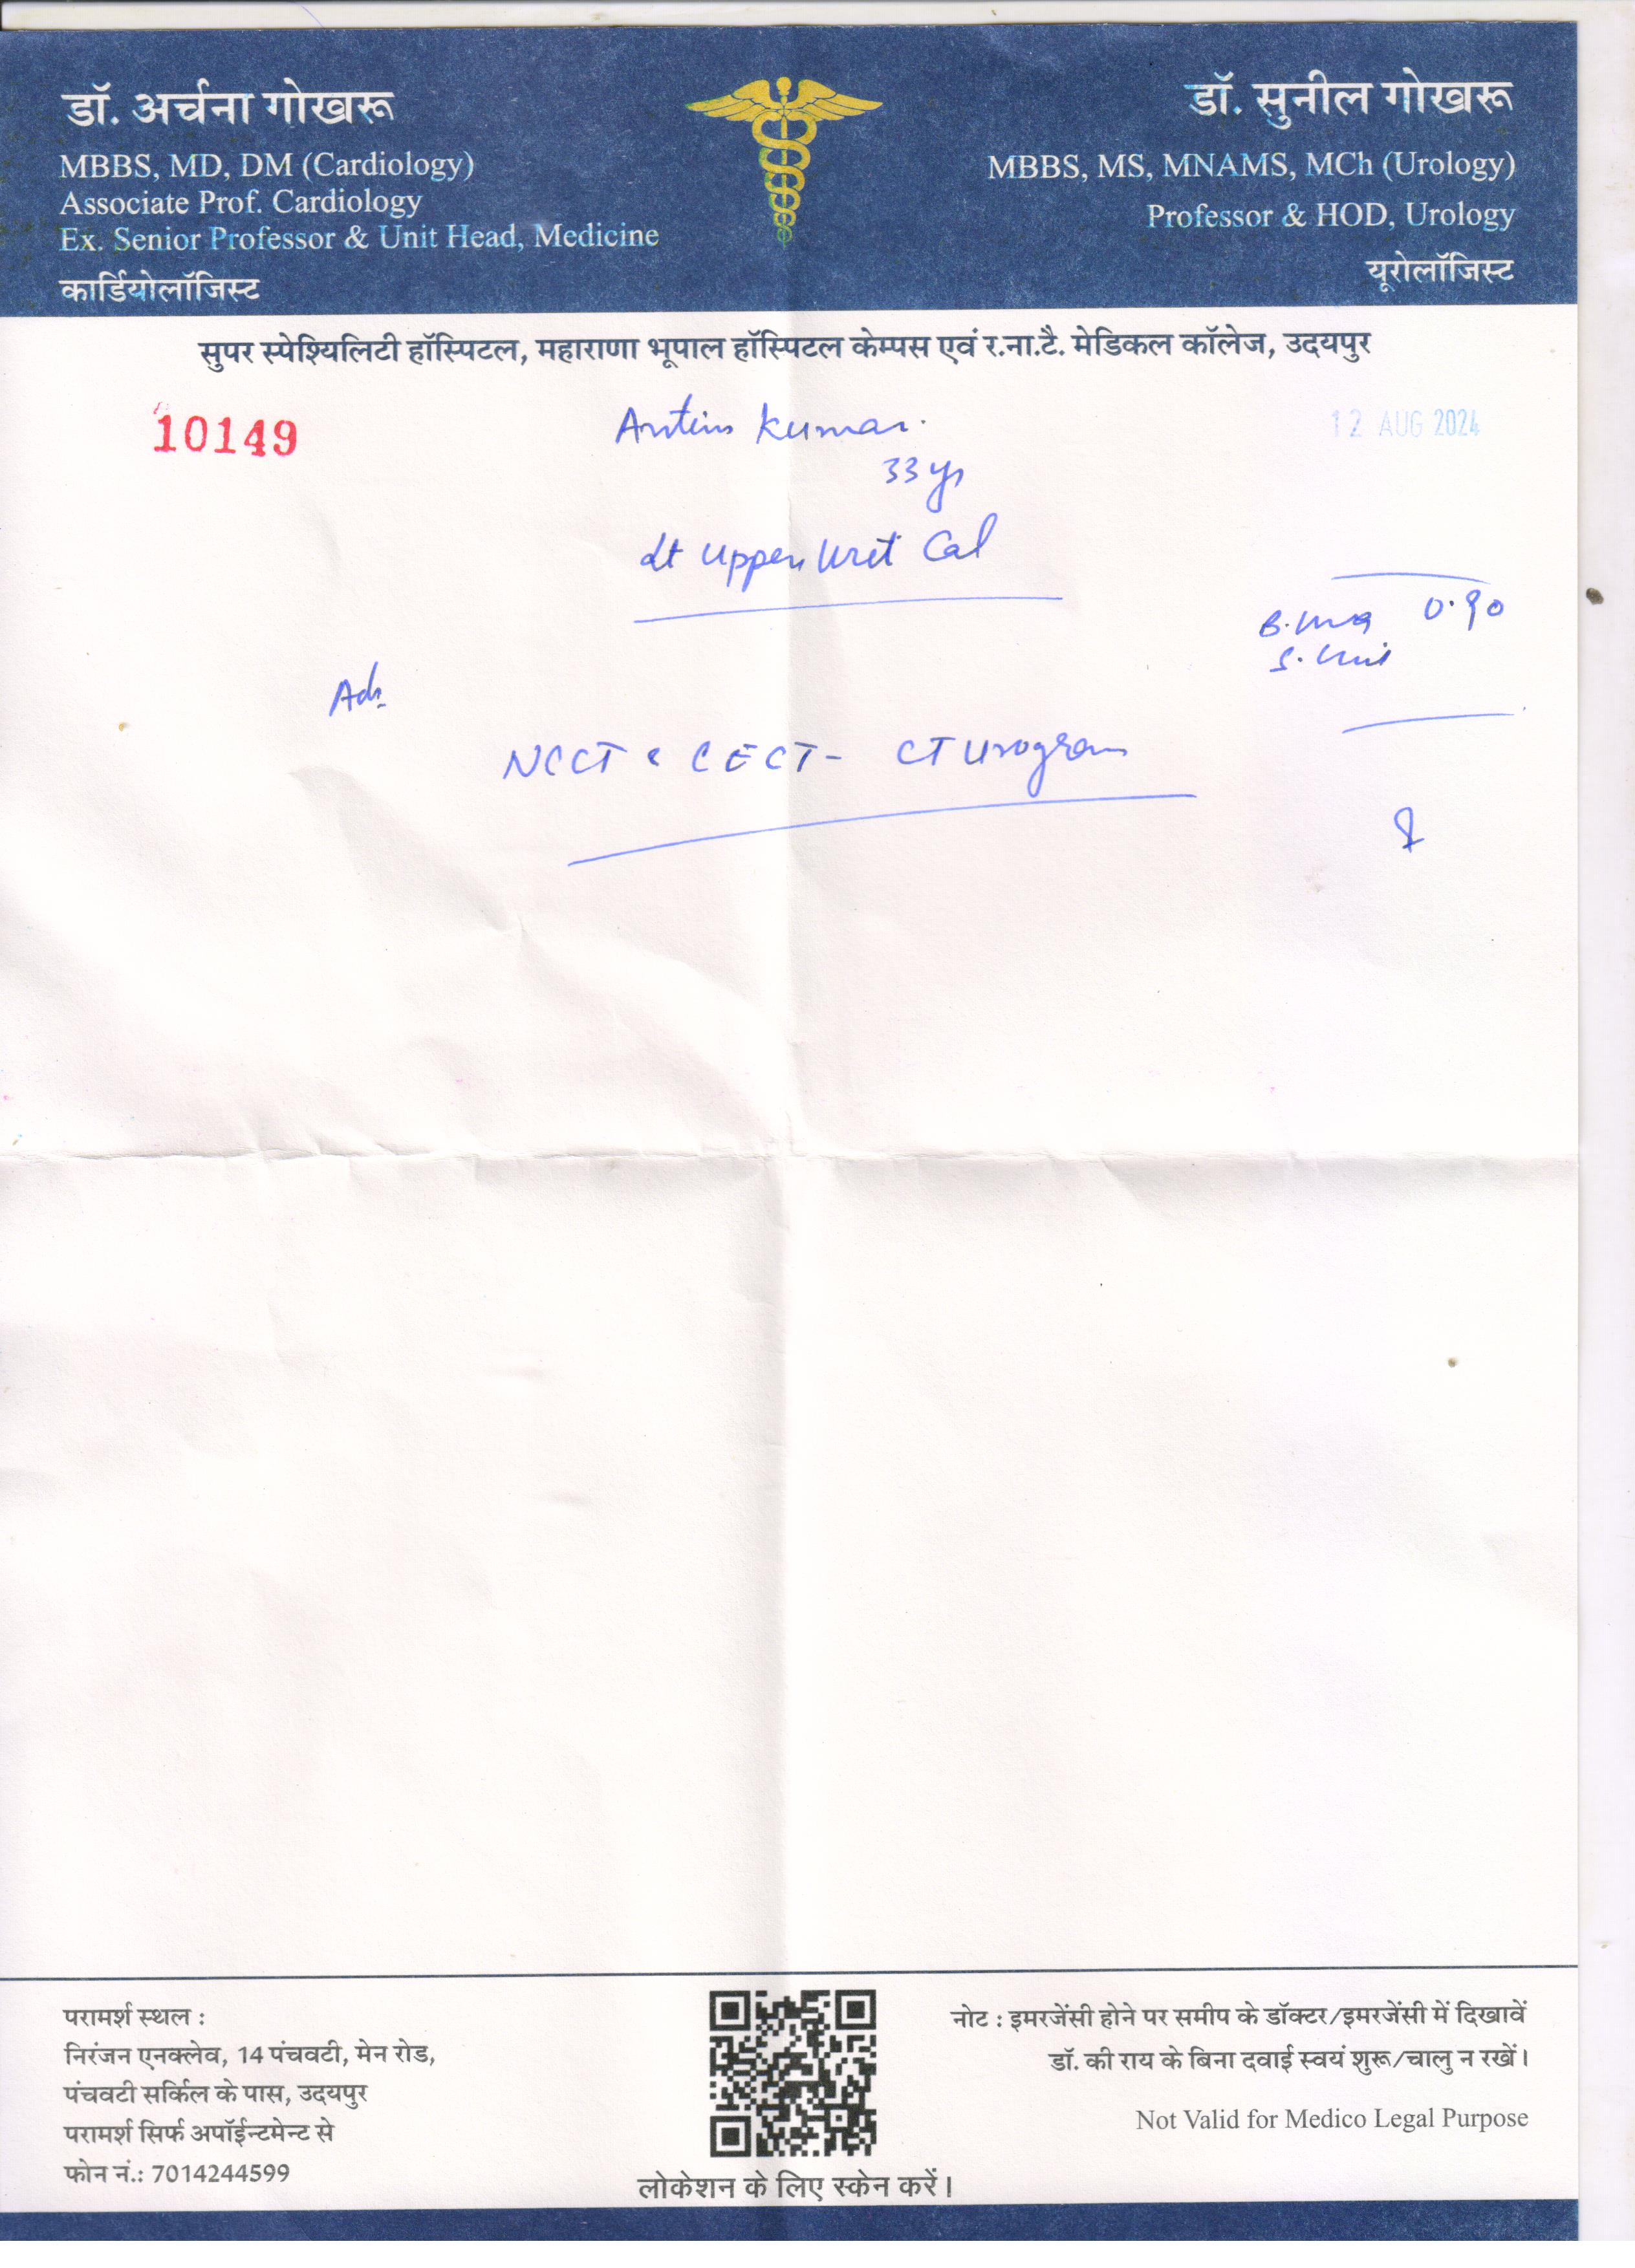 डॉ. अर्चना गोखरू
MBBS, MD, DM (Cardiology)
Associate Prof. Cardiology
Ex. Senior Professor & Unit Head, Medicine
कार्डियोलॉजिस्ट
डॉ. सुनील गोखरू
MBBS, MS, MNAMS, MCh (Urology)
Professor & HOD, Urology
यूरोलॉजिस्ट
सुपर स्पेश्यिलिटी हॉस्पिटल, महाराणा भूपाल हॉस्पिटल केम्पस एवं र.ना.टै. मेडिकल कॉलेज, उदयपुर
10149
Kumar.
12 AUG 2024
33 yr
Lt Upper Uret Cal
B. 0.90
S.
Adv
NCCT & CECT - CT Urogram
परामर्श स्थल :
निरंजन एनक्लेव, 14 पंचवटी, मेन रोड,
पंचवटी सर्किल के पास, उदयपुर
परामर्श सिर्फ अपॉईन्टमेन्ट से
फोन नं.: 7014244599
लोकेशन के लिए स्केन करें।
नोट : इमरजेंसी होने पर समीप के डॉक्टर/इमरजेंसी में दिखावें
डॉ. की राय के बिना दवाई स्वयं शुरू/चालु न रखें।
Not Valid for Medico Legal Purpose